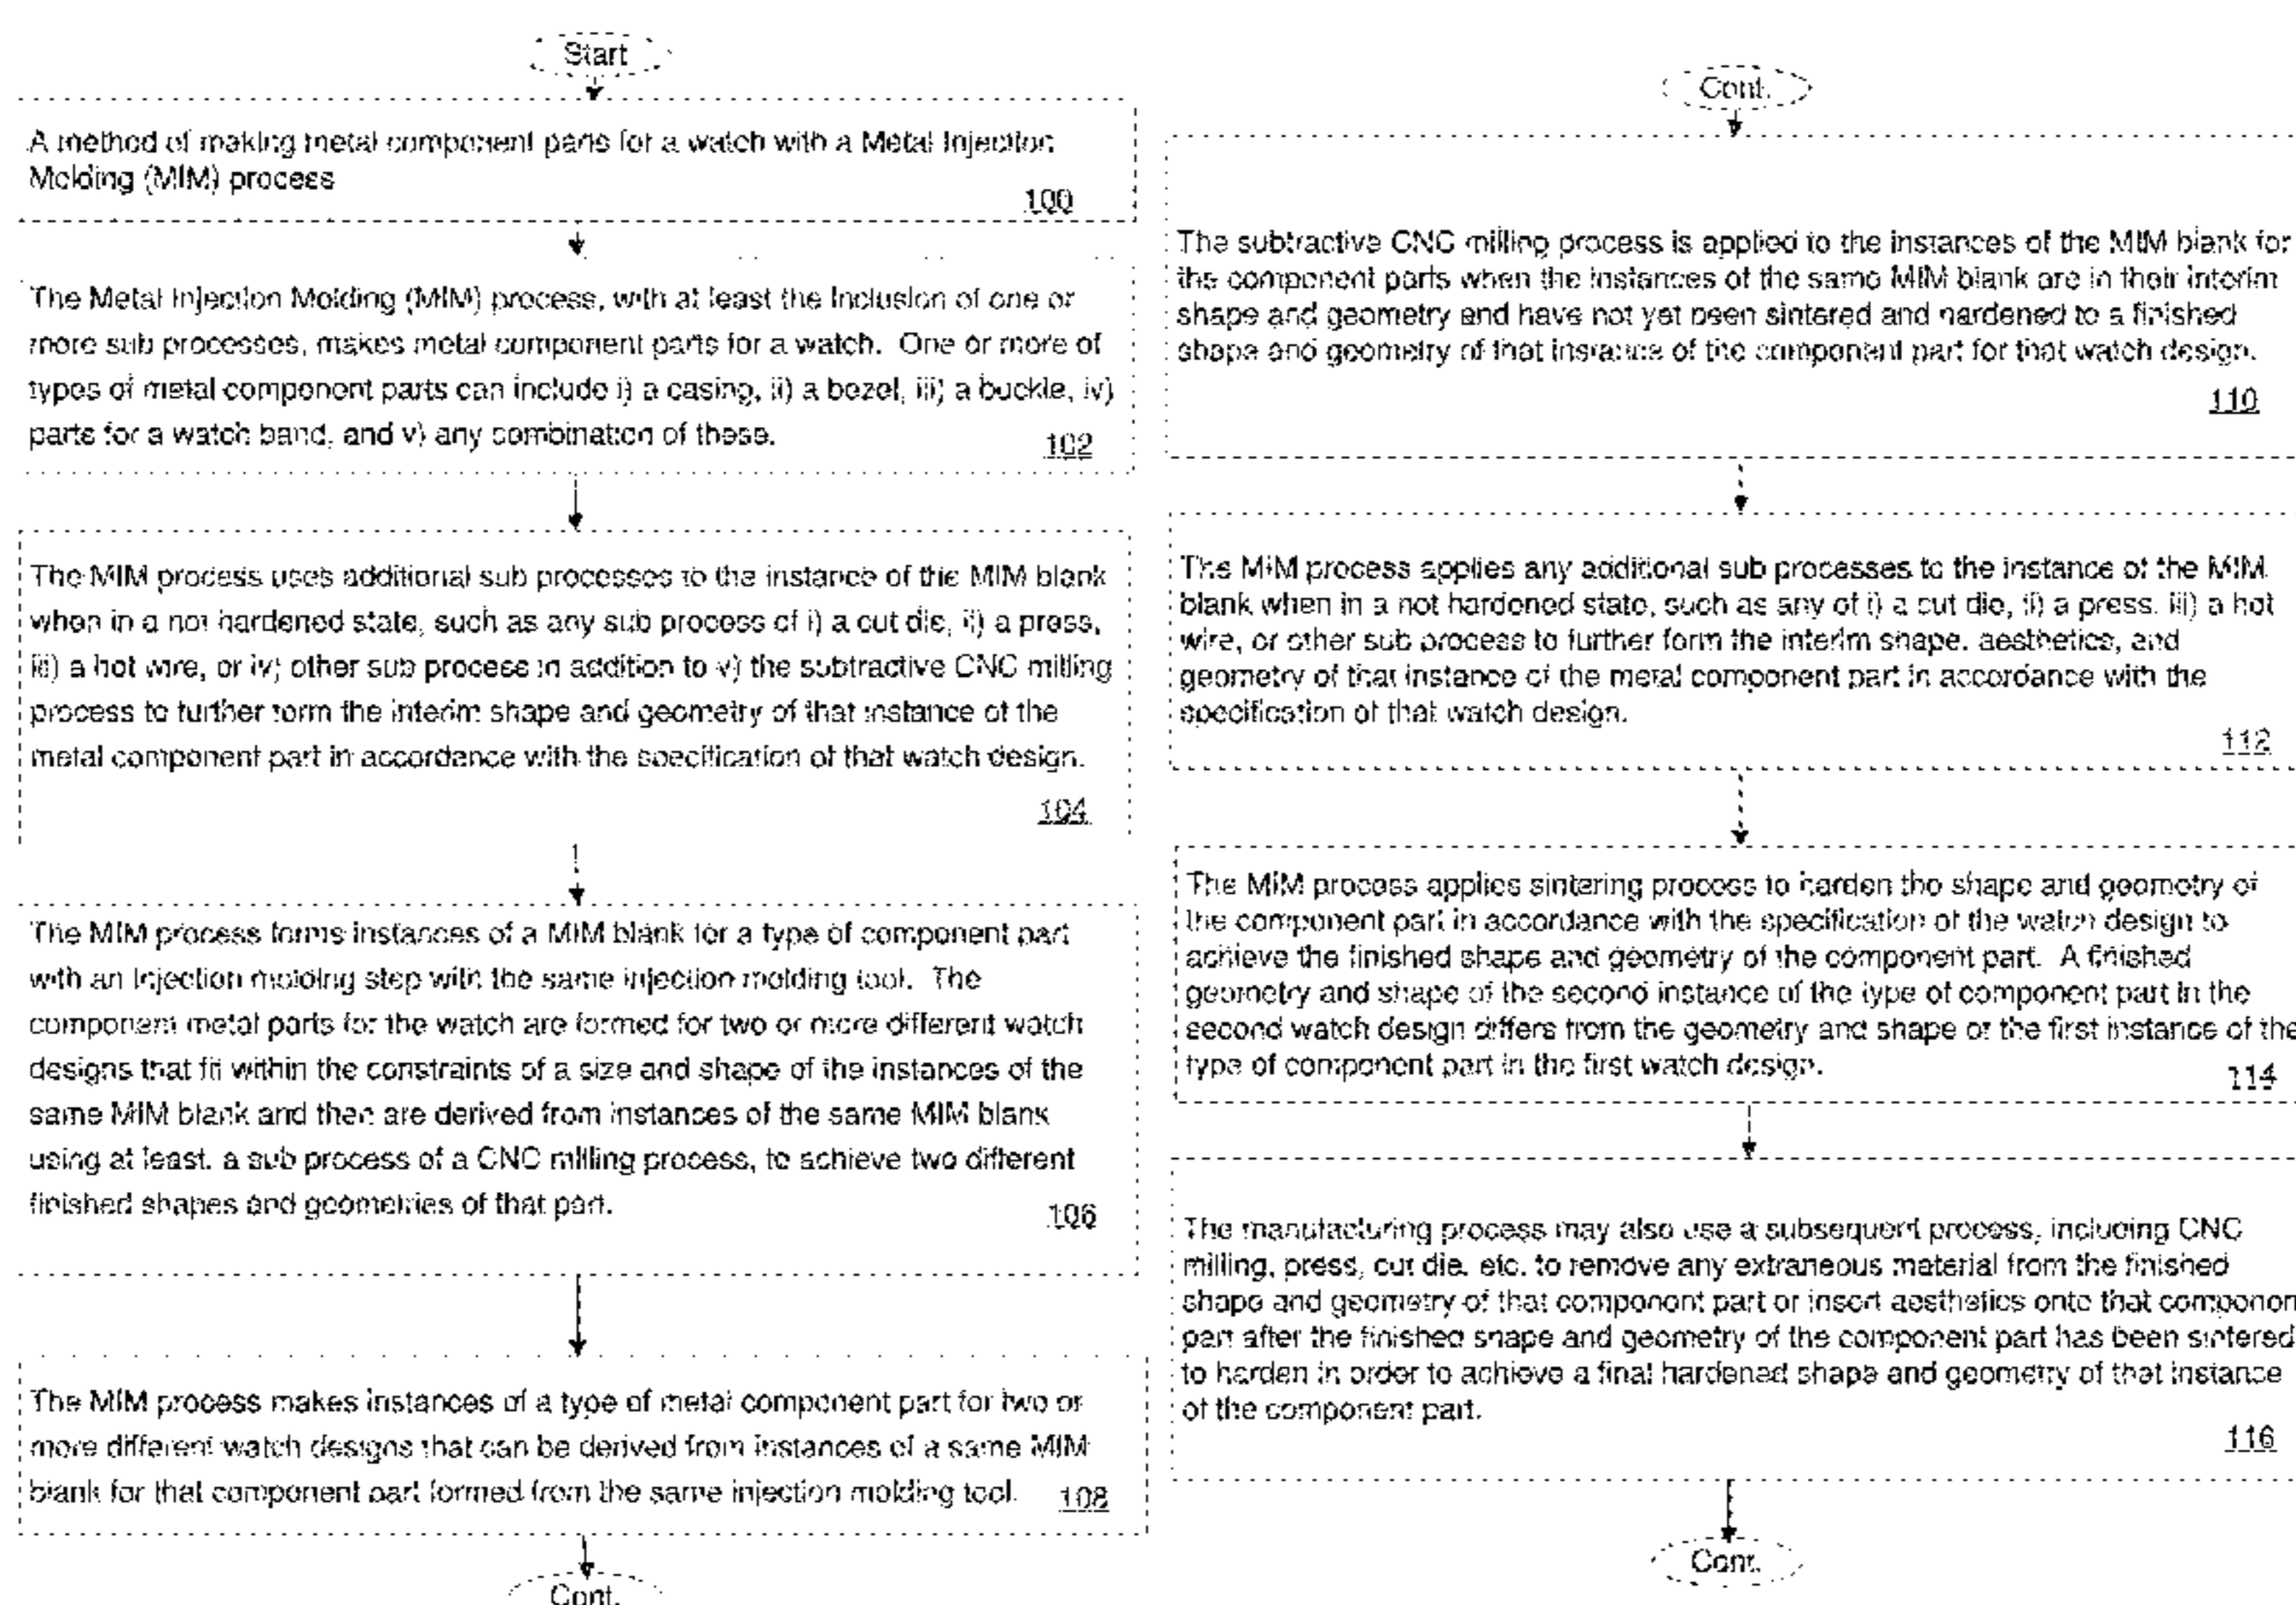 Start
A method of making metal component parts for a watch with a Metal Injection
Molding (MIM) process
100
The Metal Injection Molding (MIM) process, with at least the inclusion of one or
more sub processes, makes metal component parts for a watch. One or more of
types of metal component parts can include i) a casing, ii) a bezel, iii) a buckle, iv)
parts for a watch band, and v) any combination of these.
102
The MIM process uses additional sub processes to the instance of the MIM blank
when in a not hardened state, such as any sub process of i) a cut die, ii) a press,
iii) a hot wire, or iv) other sub process in addition to v) the subtractive CNC milling
process to further form the interim shape and geometry of that instance of the
metal component part in accordance with the specification of that watch design.
104
The MIM process forms instances of a MIM blank for a type of component part
with an injection molding step with the same injection molding tool. The
component metal parts for the watch are formed for two or more different watch
designs that fit within the constraints of a size and shape of the instances of the
same MIM blank and then are derived from instances of the same MIM blank
using at least, a sub process of a CNC milling process, to achieve two different
finished shapes and geometries of that part.
106
The MIM process makes instances of a type of metal component part for two or
more different watch designs that can be derived from instances of a same MIM
blank for that component part formed from the same injection molding tool.
108
Cont.
Cont.
The subtractive CNC milling process is applied to the instances of the MIM blank for
the component parts when the instances of the same MIM blank are in their interim
shape and geometry and have not yet been sintered and hardened to a finished
shape and geometry of that instance of the component part for that watch design.
110
The MIM process applies any additional sub processes to the instance of the MIM
blank when in a not hardened state, such as any of i) a cut die, ii) a press, iii) a hot
wire, or other sub process to further form the interim shape, aesthetics, and
geometry of that instance of the metal component part in accordance with the
specification of that watch design.
112
The MIM process applies sintering process to harden the shape and geometry of
the component part in accordance with the specification of the watch design to
achieve the finished shape and geometry of the component part. A finished
geometry and shape of the second instance of the type of component part in the
second watch design differs from the geometry and shape of the first instance of the
type of component part in the first watch design.
114
The manufacturing process may also use a subsequent process, including CNC
milling, press, cut die, etc. to remove any extraneous material from the finished
shape and geometry of that component part or insert aesthetics onto that componen
part after the finished shape and geometry of the component part has been sintered
to harden in order to achieve a final hardened shape and geometry of that instance
of the component part.
116
Cont.